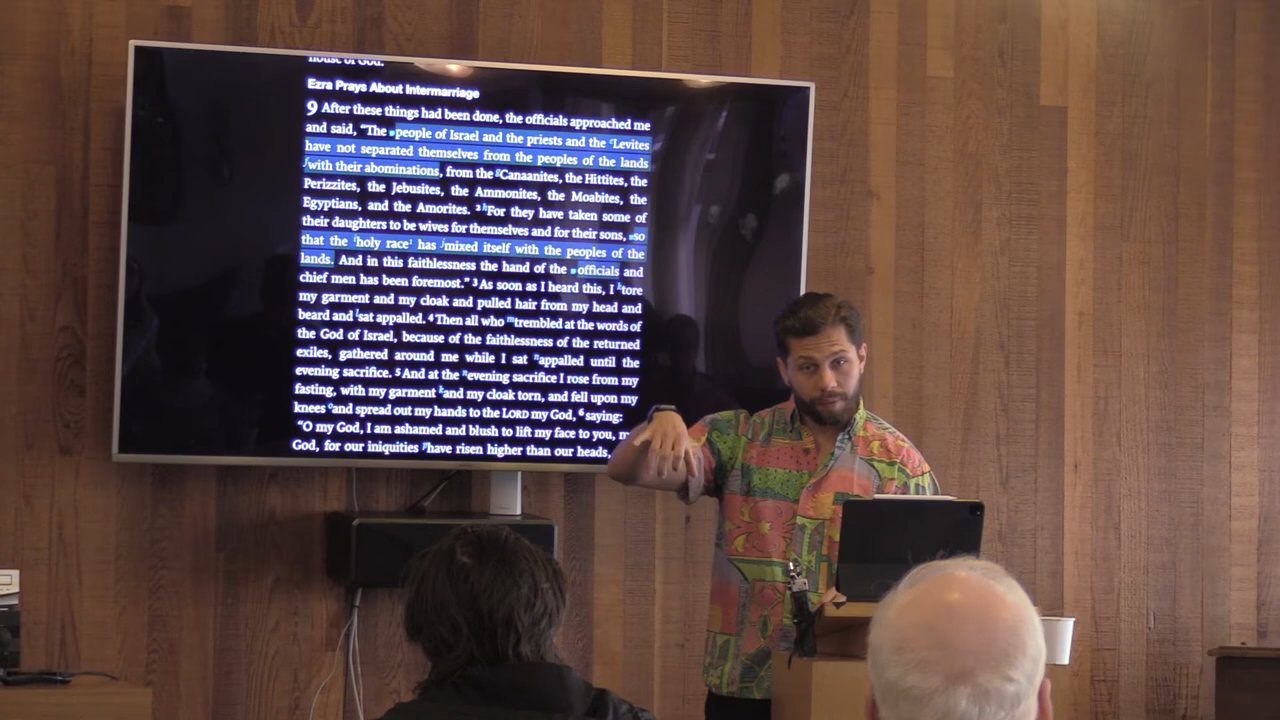 house of God.
Ezra Prays About Intermarriage
9 After these things had been done, the officials approached me
and said, "The people of Israel and the priests and the Levites
have not separated themselves from the peoples of the lands
with their abominations, from the Canaanites, the Hittites, the
Perizzites, the Jebusites, the Ammonites, the Moabites, the
Egyptians, and the Amorites. 2 For they have taken some of
their daughters to be wives for themselves and for their sons, so
that the holy race has mixed itself with the peoples of the
lands. And in this faithlessness the hand of the officials and
chief men has been foremost." 3 As soon as I heard this, I tore
my garment and my cloak and pulled hair from my head and
beard and sat appalled. 4 Then all who trembled at the words of
the God of Israel, because of the faithlessness of the returned
exiles, gathered around me while I sat appalled until the
evening sacrifice. 5 And at the evening sacrifice I rose from my
fasting, with my garment and my cloak torn, and fell upon my
knees and spread out my hands to the LORD my God, 6 saying:
"O my God, I am ashamed and blush to lift my face to you,
God, for our iniquities have risen higher than our heads,